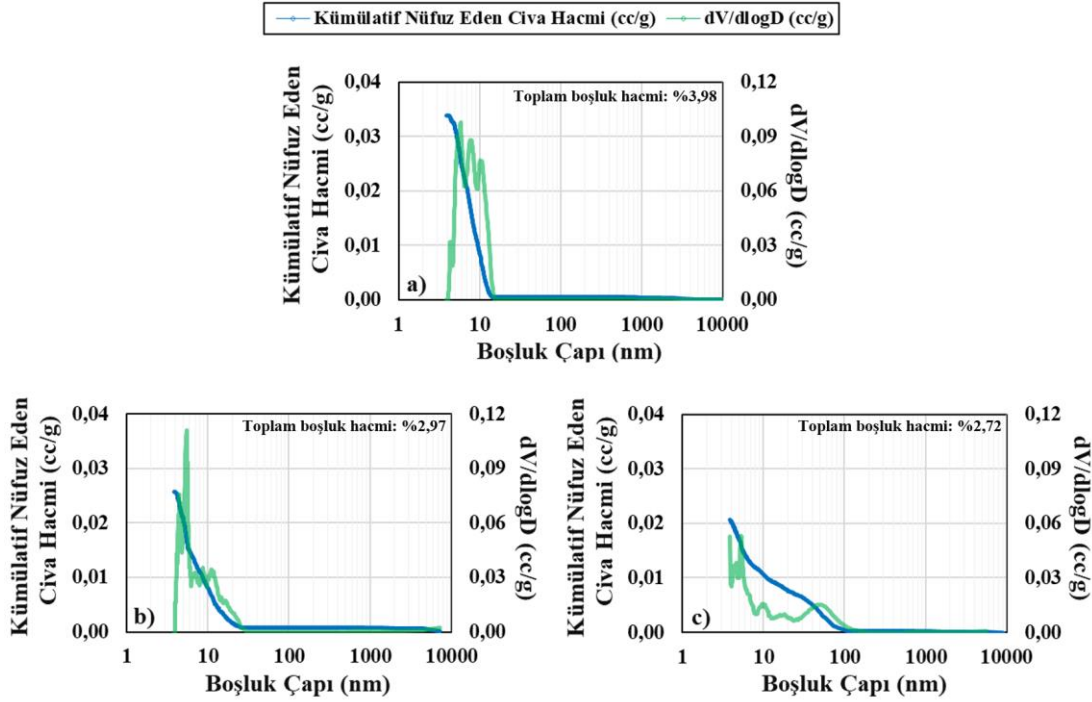 Kümülatif Nüfuz Eden Civa Hacmi (cc/g) dV/dlogD (cc/g)
Kümülatif Nüfuz Eden
Civa Hacmi (cc/g)
0,04
0,03
0,02
0,01
0,00
Toplam boşluk hacmi: %3,98
a)
0,12
0,09
0,06
0,03
0,00
dV/dlogD (cc/g)
1 10 100 1000 10000
Boşluk Çapı (nm)
Kümülatif Nüfuz Eden
Civa Hacmi (cc/g)
0,04
0,03
0,02
0,01
0,00
Toplam boşluk hacmi: %2,97
b)
0,12
0,09
0,06
0,03
0,00
dV/dlogD (cc/g)
1 10 100 1000 10000
Boşluk Çapı (nm)
Kümülatif Nüfuz Eden
Civa Hacmi (cc/g)
0,04
0,03
0,02
0,01
0,00
Toplam boşluk hacmi: %2,72
c)
0,12
0,09
0,06
0,03
0,00
dV/dlogD (cc/g)
1 10 100 1000 10000
Boşluk Çapı (nm)